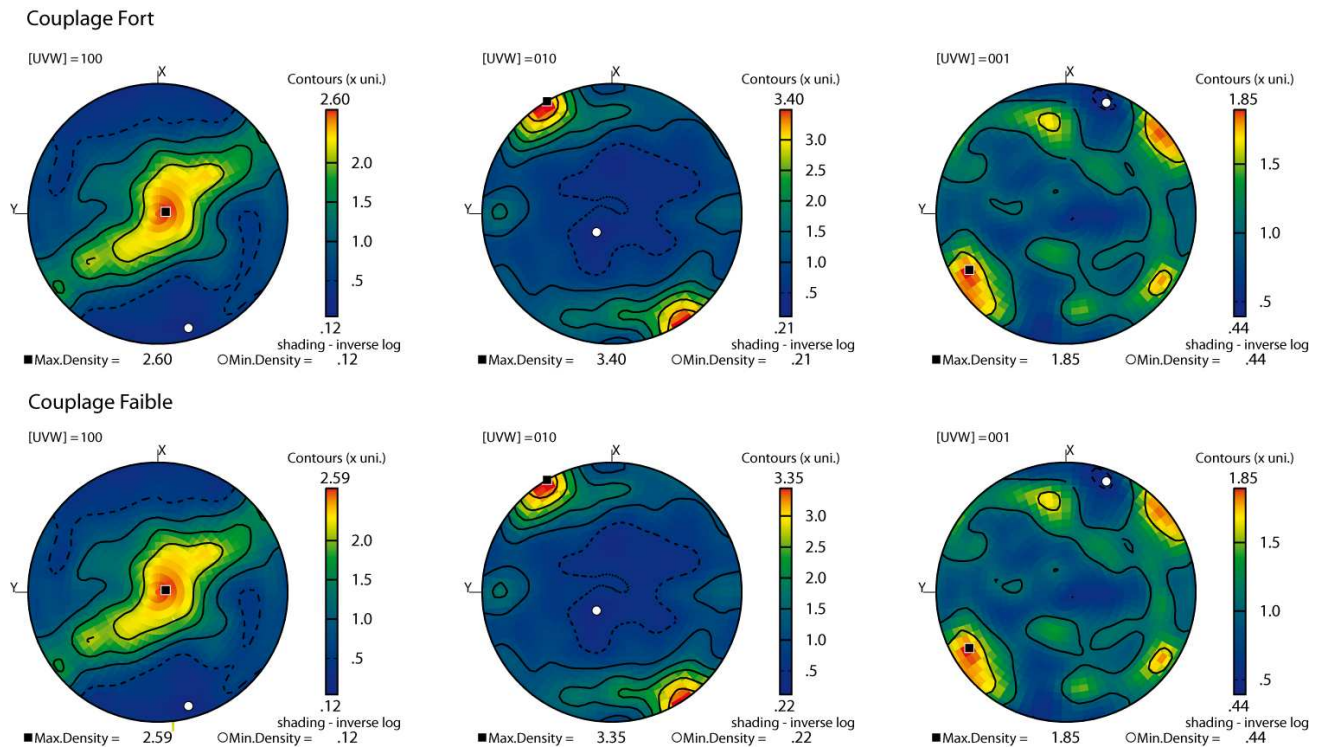 Couplage Fort
[UVW] = 100
X
Y
Contours (x uni.)
2.60
2.0
1.5
1.0
.5
.12
shading - inverse log
■ Max.Density = 2.60 ○Min.Density = .12
[UVW] = 010
X
Y
Contours (x uni.)
3.40
3.0
2.5
2.0
1.5
1.0
.5
.21
shading - inverse log
■ Max.Density = 3.40 ○Min.Density = .21
[UVW] = 001
X
Y
Contours (x uni.)
1.85
1.5
1.0
.5
.44
shading - inverse log
■ Max.Density = 1.85 ○Min.Density = .44
Couplage Faible
[UVW] = 100
X
Y
Contours (x uni.)
2.59
2.0
1.5
1.0
.5
.12
shading - inverse log
■ Max.Density = 2.59 ○Min.Density = .12
[UVW] = 010
X
Y
Contours (x uni.)
3.35
3.0
2.5
2.0
1.5
1.0
.5
.22
shading - inverse log
■ Max.Density = 3.35 ○Min.Density = .22
[UVW] = 001
X
Y
Contours (x uni.)
1.85
1.5
1.0
.5
.44
shading - inverse log
■ Max.Density = 1.85 ○Min.Density = .44